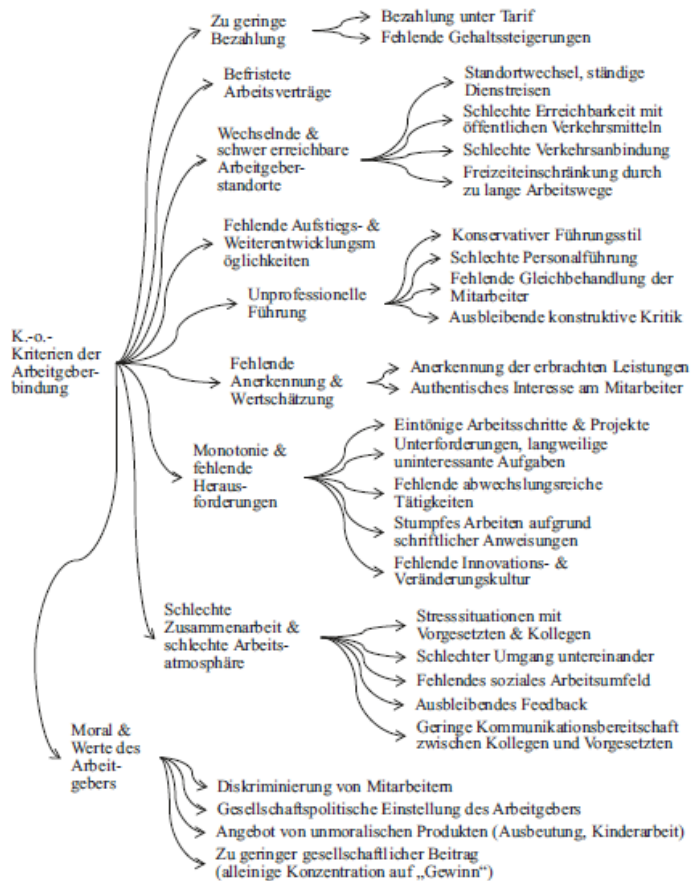 Zu geringe
Bezahlung
Bezahlung unter Tarif
Fehlende Gehaltssteigerungen
Befristete
Arbeitsverträge
Wechselnde &
schwer erreichbare
Arbeitgeber-
standorte
Standortwechsel, ständige
Dienstreisen
Schlechte Erreichbarkeit mit
öffentlichen Verkehrsmitteln
Schlechte Verkehrsanbindung
Freizeiteinschränkung durch
zu lange Arbeitswege
Fehlende Aufstiegs- &
Weiterentwicklungsm
öglichkeiten
Unprofessionelle
Führung
Konservativer Führungsstil
Schlechte Personalführung
Fehlende Gleichbehandlung der
Mitarbeiter
Ausbleibende konstruktive Kritik
K.-o.-
Kriterien der
Arbeitgeber-
bindung
Fehlende
Anerkennung &
Wertschätzung
Anerkennung der erbrachten Leistungen
Authentisches Interesse am Mitarbeiter
Monotonie &
fehlende
Heraus-
forderungen
Eintönige Arbeitsschritte & Projekte
Unterforderungen, langweilige
uninteressante Aufgaben
Fehlende abwechslungsreiche
Tätigkeiten
Stumpfes Arbeiten aufgrund
schriftlicher Anweisungen
Fehlende Innovations- &
Veränderungskultur
Schlechte
Zusammenarbeit &
schlechte Arbeits-
atmosphäre
Stresssituationen mit
Vorgesetzten & Kollegen
Schlechter Umgang untereinander
Fehlendes soziales Arbeitsumfeld
Ausbleibendes Feedback
Geringe Kommunikationsbereitschaft
zwischen Kollegen und Vorgesetzten
Moral &
Werte des
Arbeit-
gebers
Diskriminierung von Mitarbeitern
Gesellschaftspolitische Einstellung des Arbeitgebers
Angebot von unmoralischen Produkten (Ausbeutung, Kinderarbeit)
Zu geringer gesellschaftlicher Beitrag
(alleinige Konzentration auf „Gewinn“)